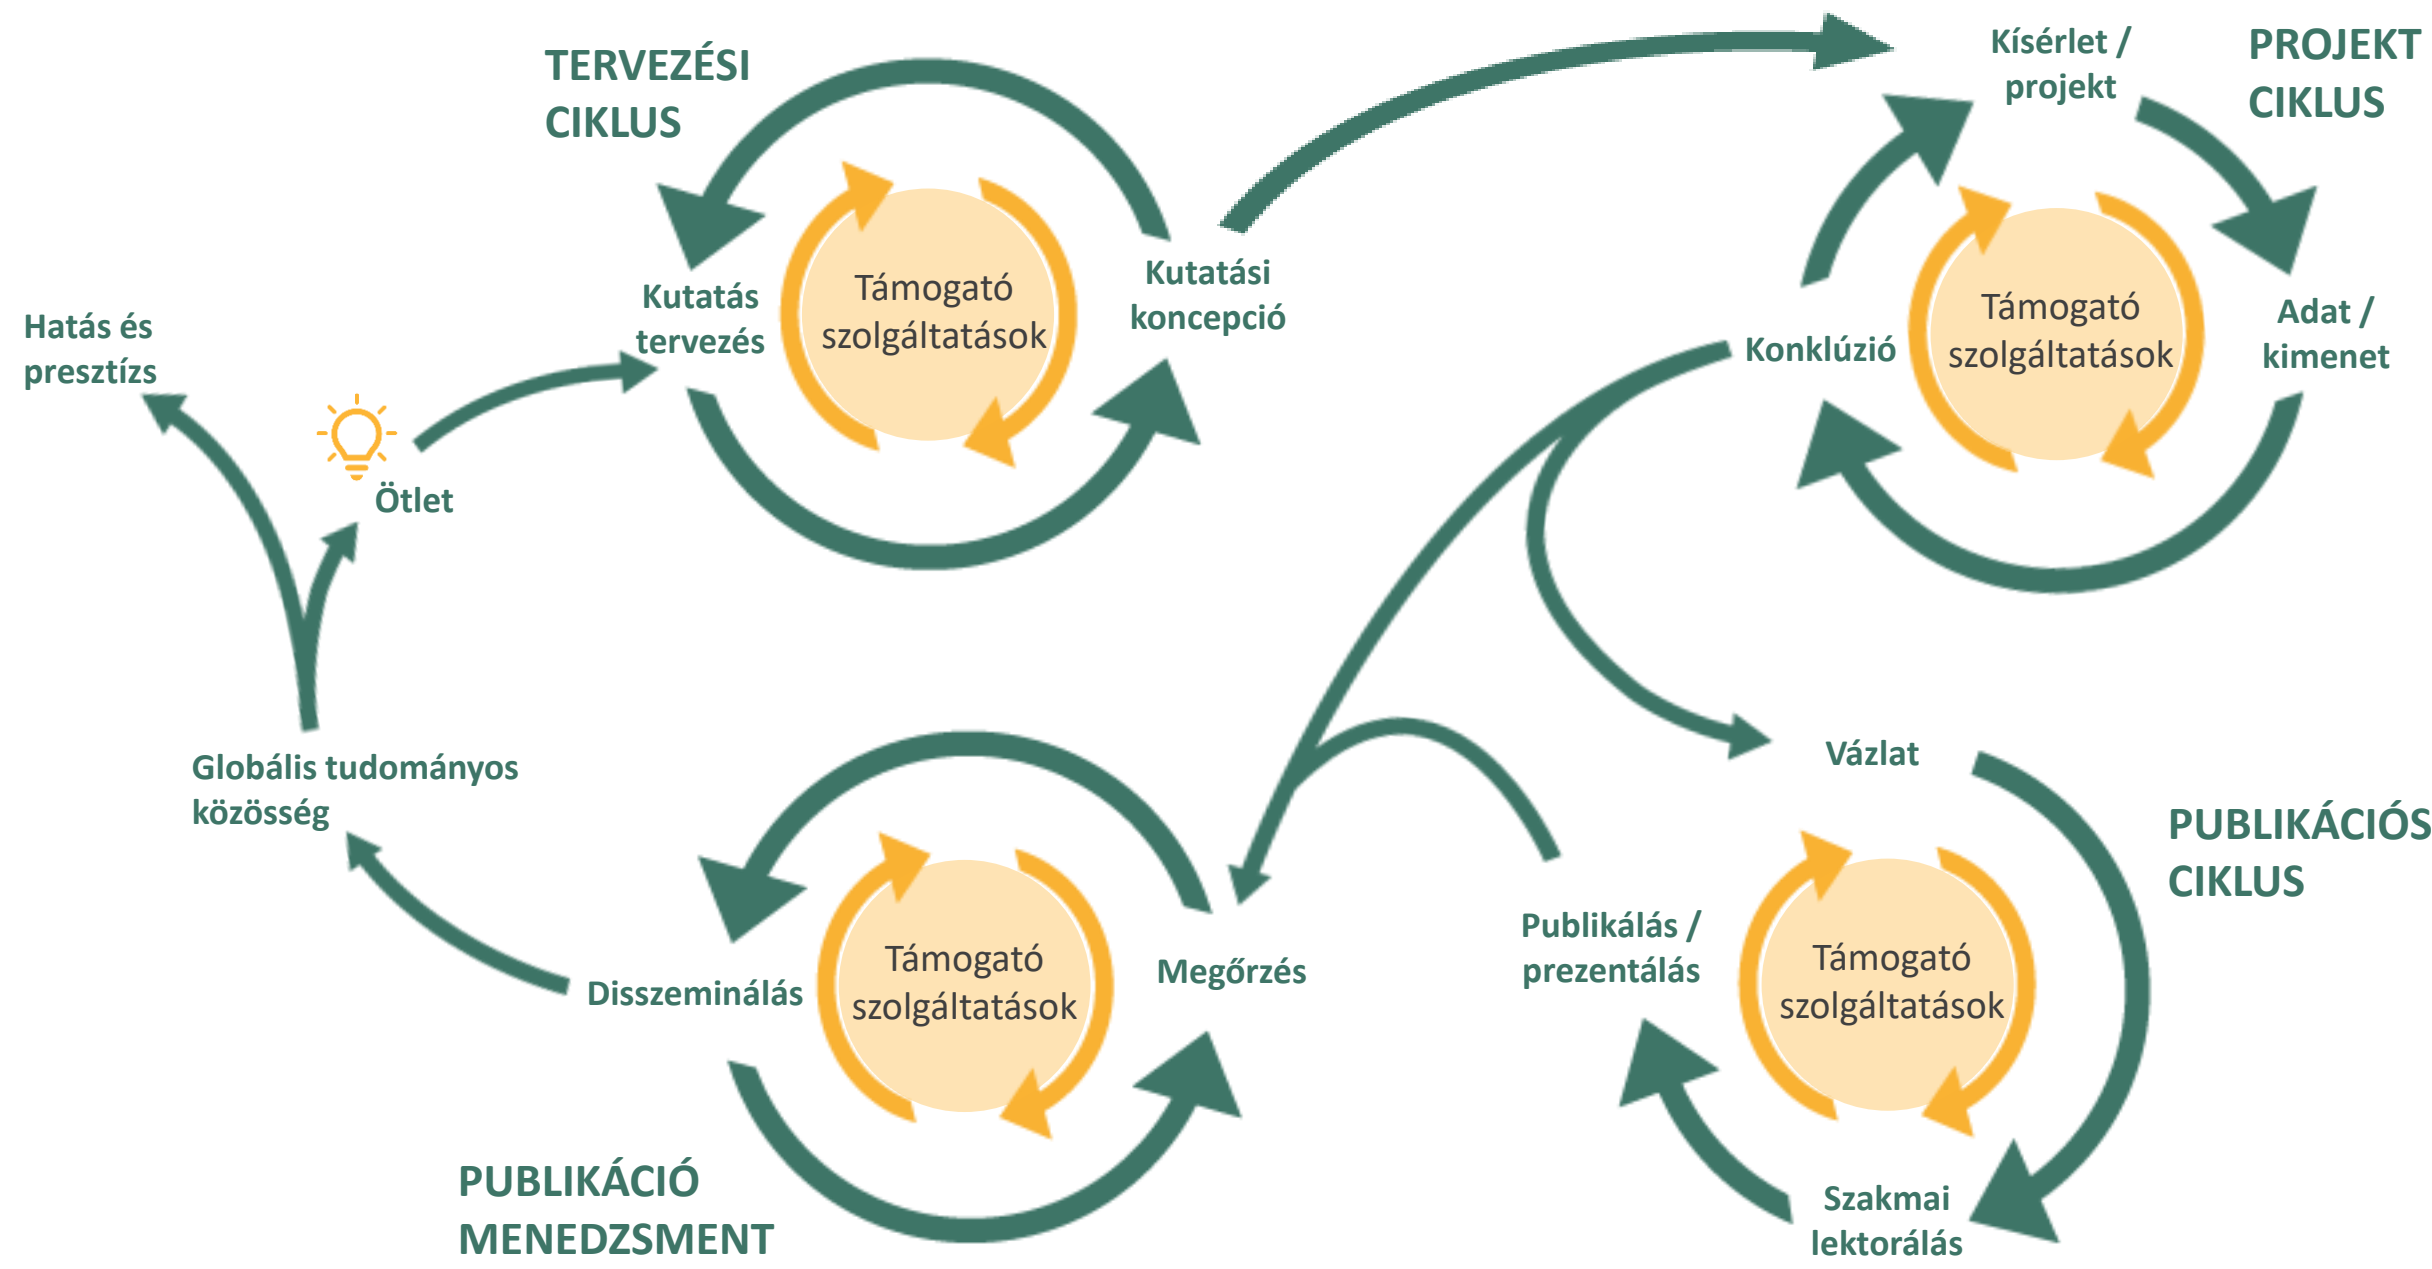 TERVEZÉSI
CIKLUS
Kutatás
tervezés
Támogató
szolgáltatások
Kutatási
koncepció
Kísérlet /
projekt
PROJEKT
CIKLUS
Konklúzió
Támogató
szolgáltatások
Adat /
kimenet
Hatás és
presztízs
Ötlet
Globális tudományos
közösség
Disszeminálás
Támogató
szolgáltatások
Megőrzés
PUBLIKÁCIÓ
MENEDZSMENT
Vázlat
PUBLIKÁCIÓS
CIKLUS
Publikálás /
prezentálás
Támogató
szolgáltatások
Szakmai
lektorálás